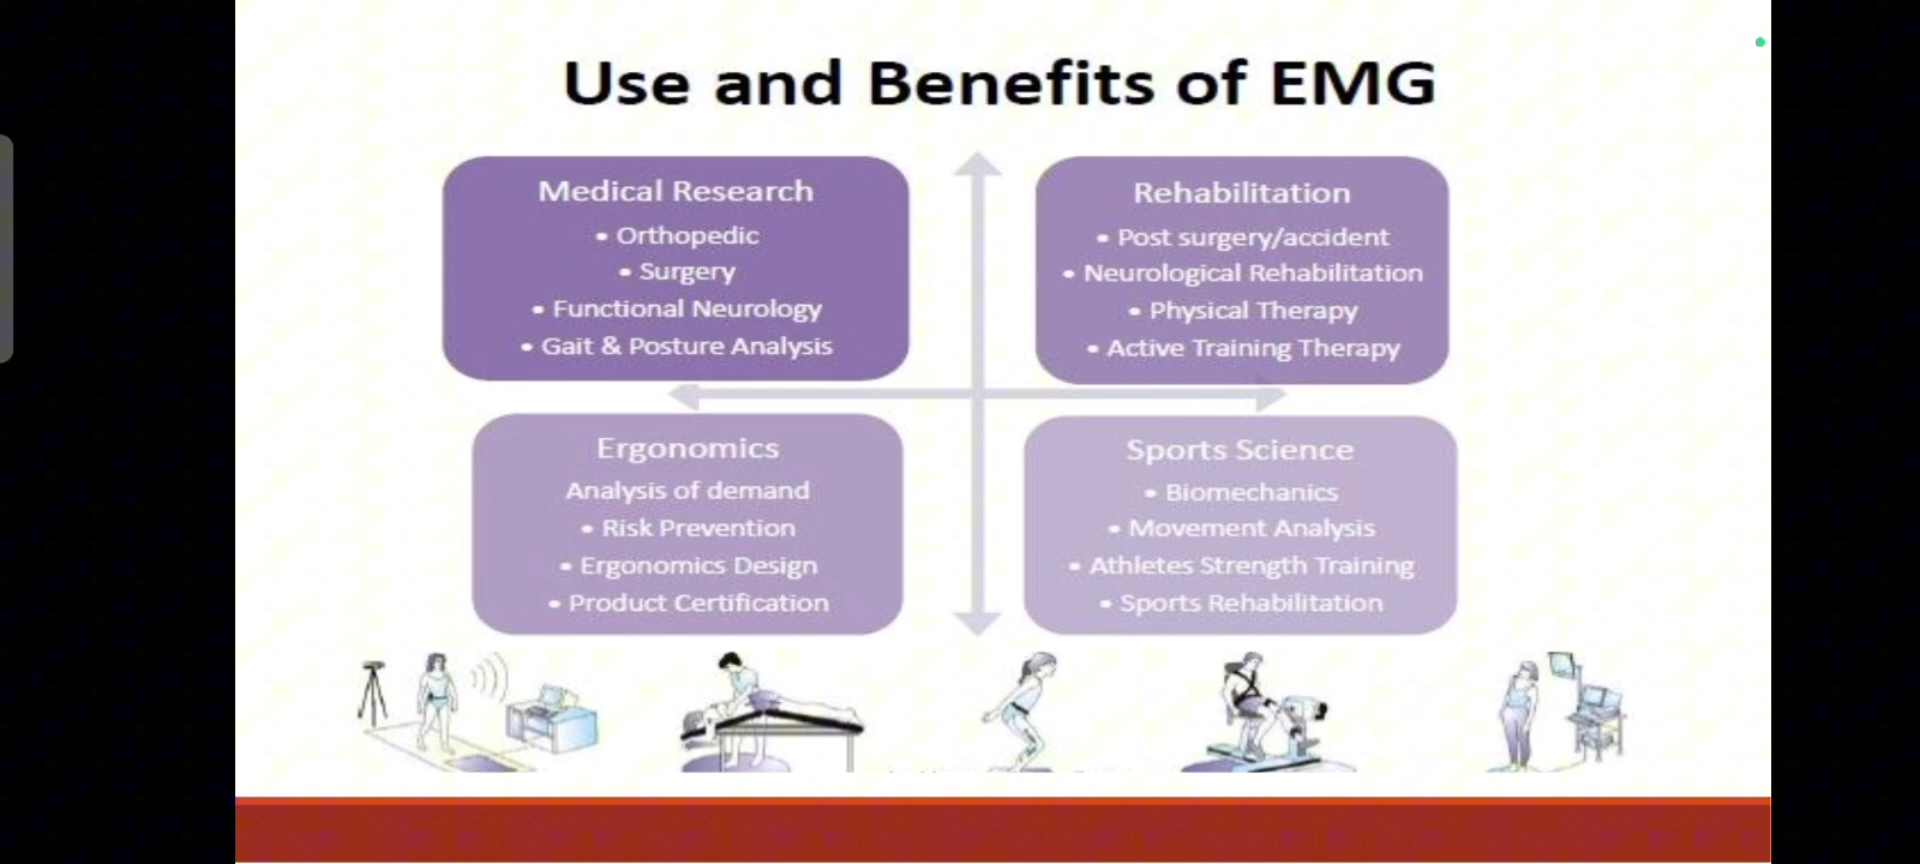 Use and Benefits of EMG
Medical Research
• Orthopedic
• Surgery
• Functional Neurology
• Gait & Posture Analysis
Rehabilitation
• Post surgery/accident
• Neurological Rehabilitation
• Physical Therapy
• Active Training Therapy
Ergonomics
Analysis of demand
• Risk Prevention
• Ergonomics Design
• Product Certification
Sports Science
• Biomechanics
• Movement Analysis
• Athletes Strength Training
• Sports Rehabilitation